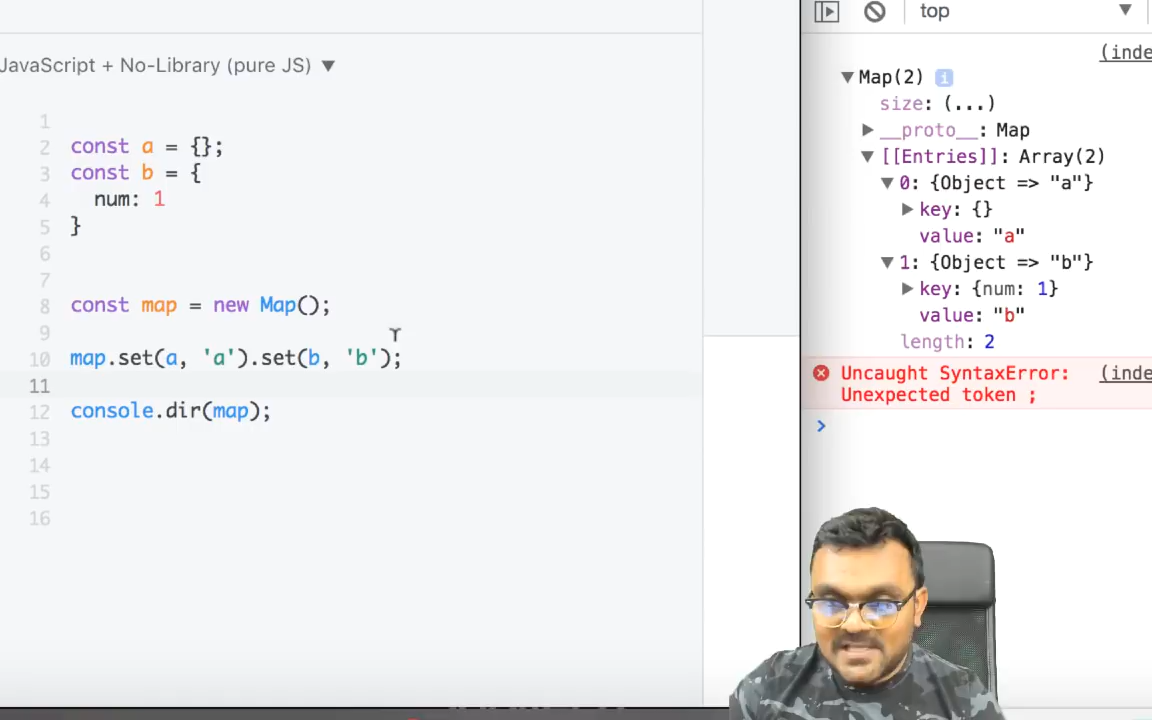 JavaScript + No-Library (pure JS) ▼
1
2 const a = {};
3 const b = {
4 num: 1
5 }
6
7
8 const map = new Map();
9
10 map.set(a, 'a').set(b, 'b');
11
12 console.dir(map);
13
14
15
16
top ▼
(inde
▼Map(2) i
size: (...)
▶ __proto__: Map
▼ [[Entries]]: Array(2)
▼ 0: {Object => "a"}
▶ key: {}
value: "a"
▼ 1: {Object => "b"}
▶ key: {num: 1}
value: "b"
length: 2
Uncaught SyntaxError: (inde
Unexpected token ;
>